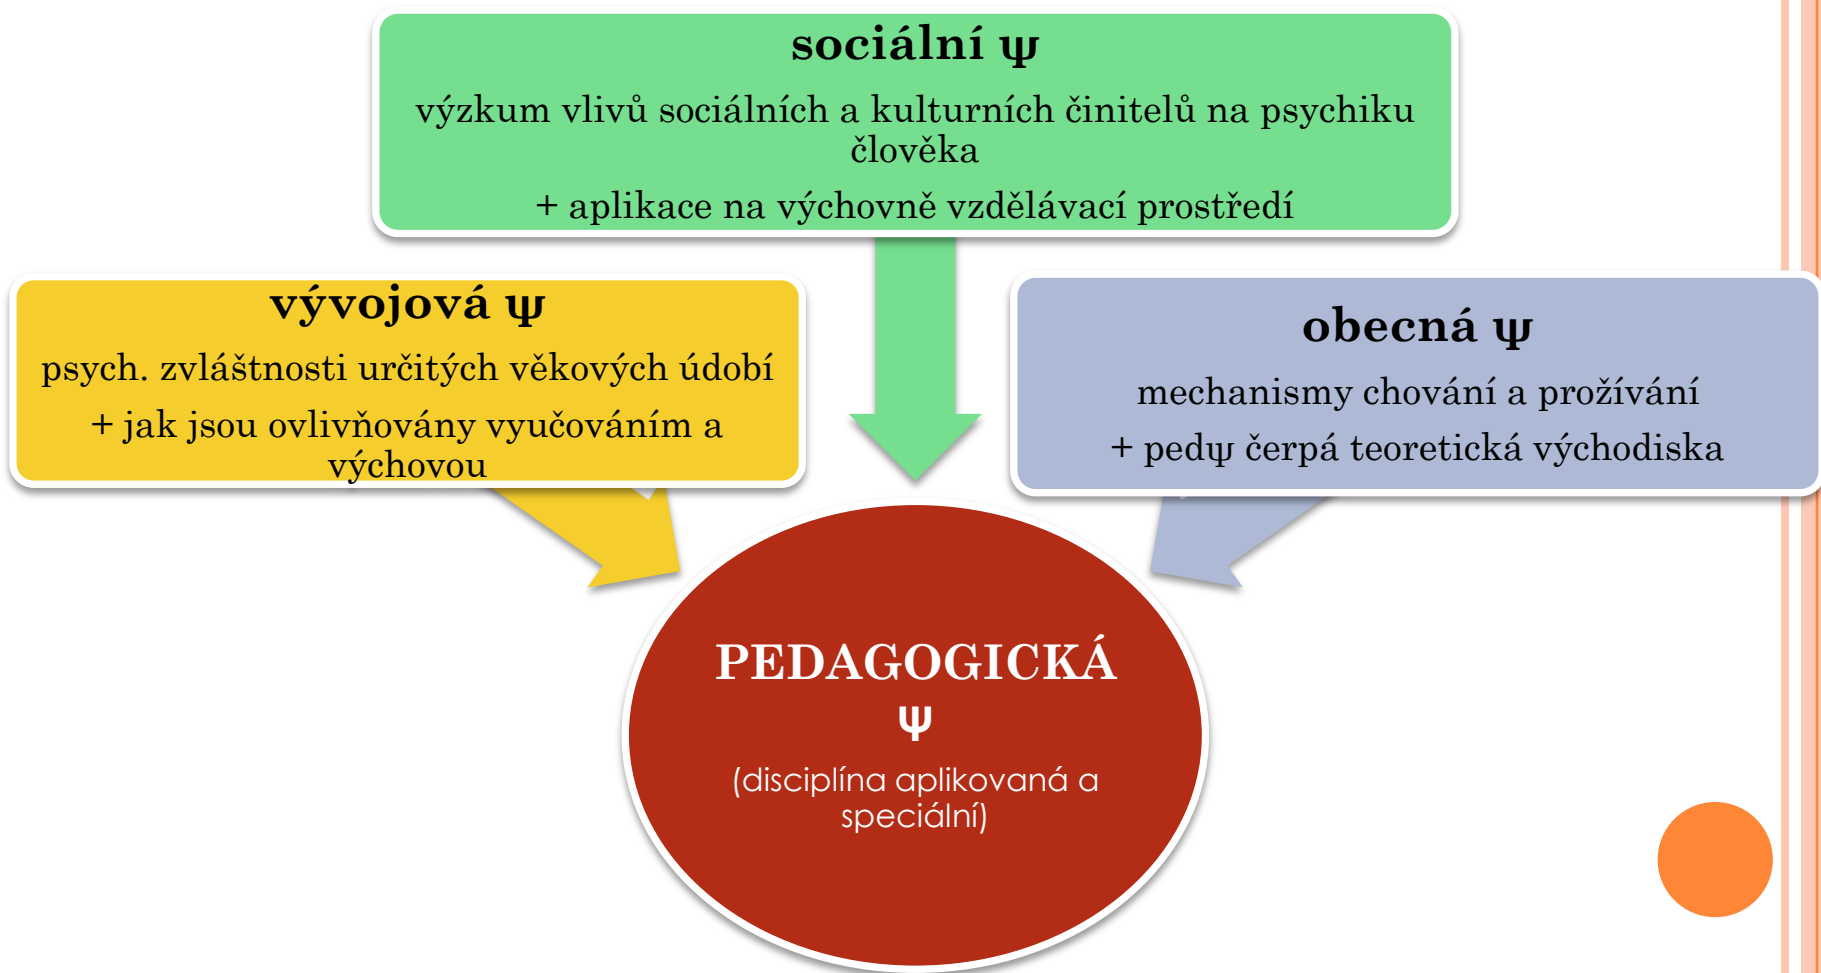 sociální ψ
výzkum vlivů sociálních a kulturních činitelů na psychiku
člověka
+ aplikace na výchovně vzdělávací prostředí
vývojová ψ
psych. zvláštnosti určitých věkových údobí
+ jak jsou ovlivňovány vyučováním a
výchovou
obecná ψ
mechanismy chování a prožívání
+ pedψ čerpá teoretická východiska
PEDAGOGICKÁ
ψ
(disciplína aplikovaná a
speciální)